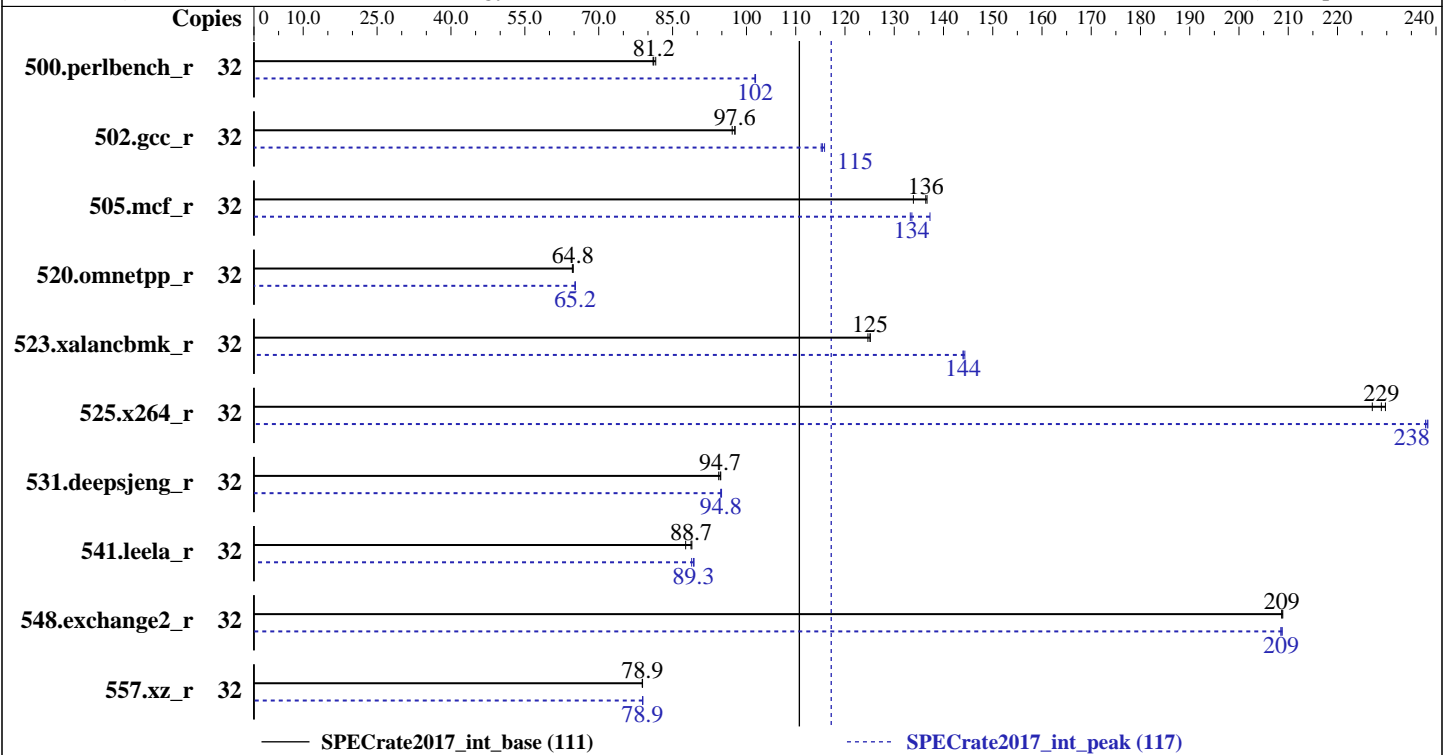 Copies 0 10.0 25.0 40.0 55.0 70.0 85.0 100 110 120 130 140 150 160 170 180 190 200 210 220 240
81.2
500.perlbench_r 32
102
97.6
502.gcc_r 32
115
136
505.mcf_r 32
134
64.8
520.omnetpp_r 32
65.2
125
523.xalancbmk_r 32
144
229
525.x264_r 32
238
94.7
531.deepsjeng_r 32
94.8
88.7
541.leela_r 32
89.3
209
548.exchange2_r 32
209
78.9
557.xz_r 32
78.9
SPECrate2017_int_base (111) SPECrate2017_int_peak (117)